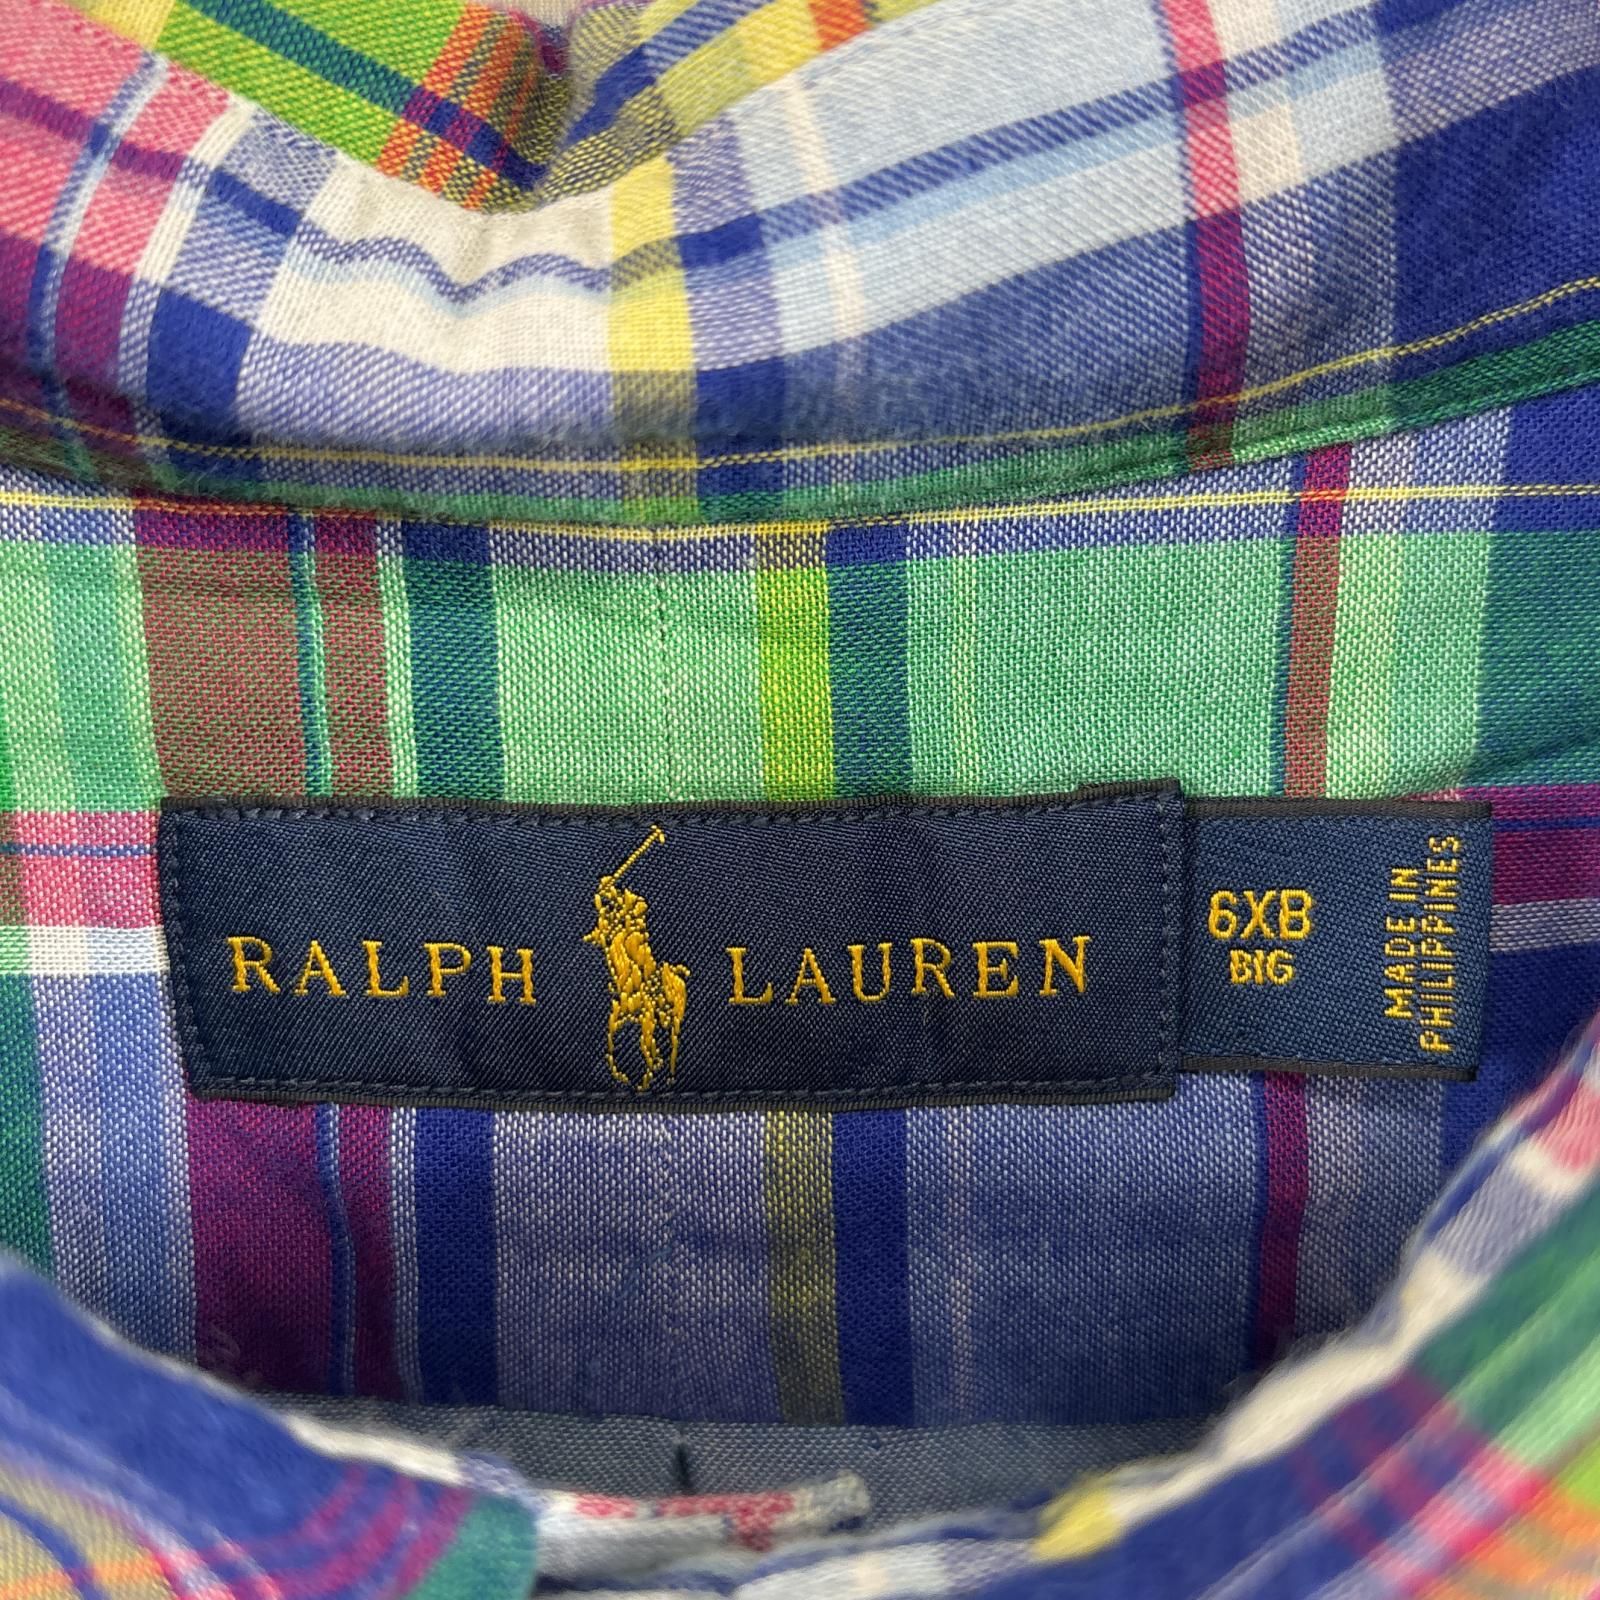 RALPH LAUREN
6XB
BIG
MADE IN
PHILIPPINES